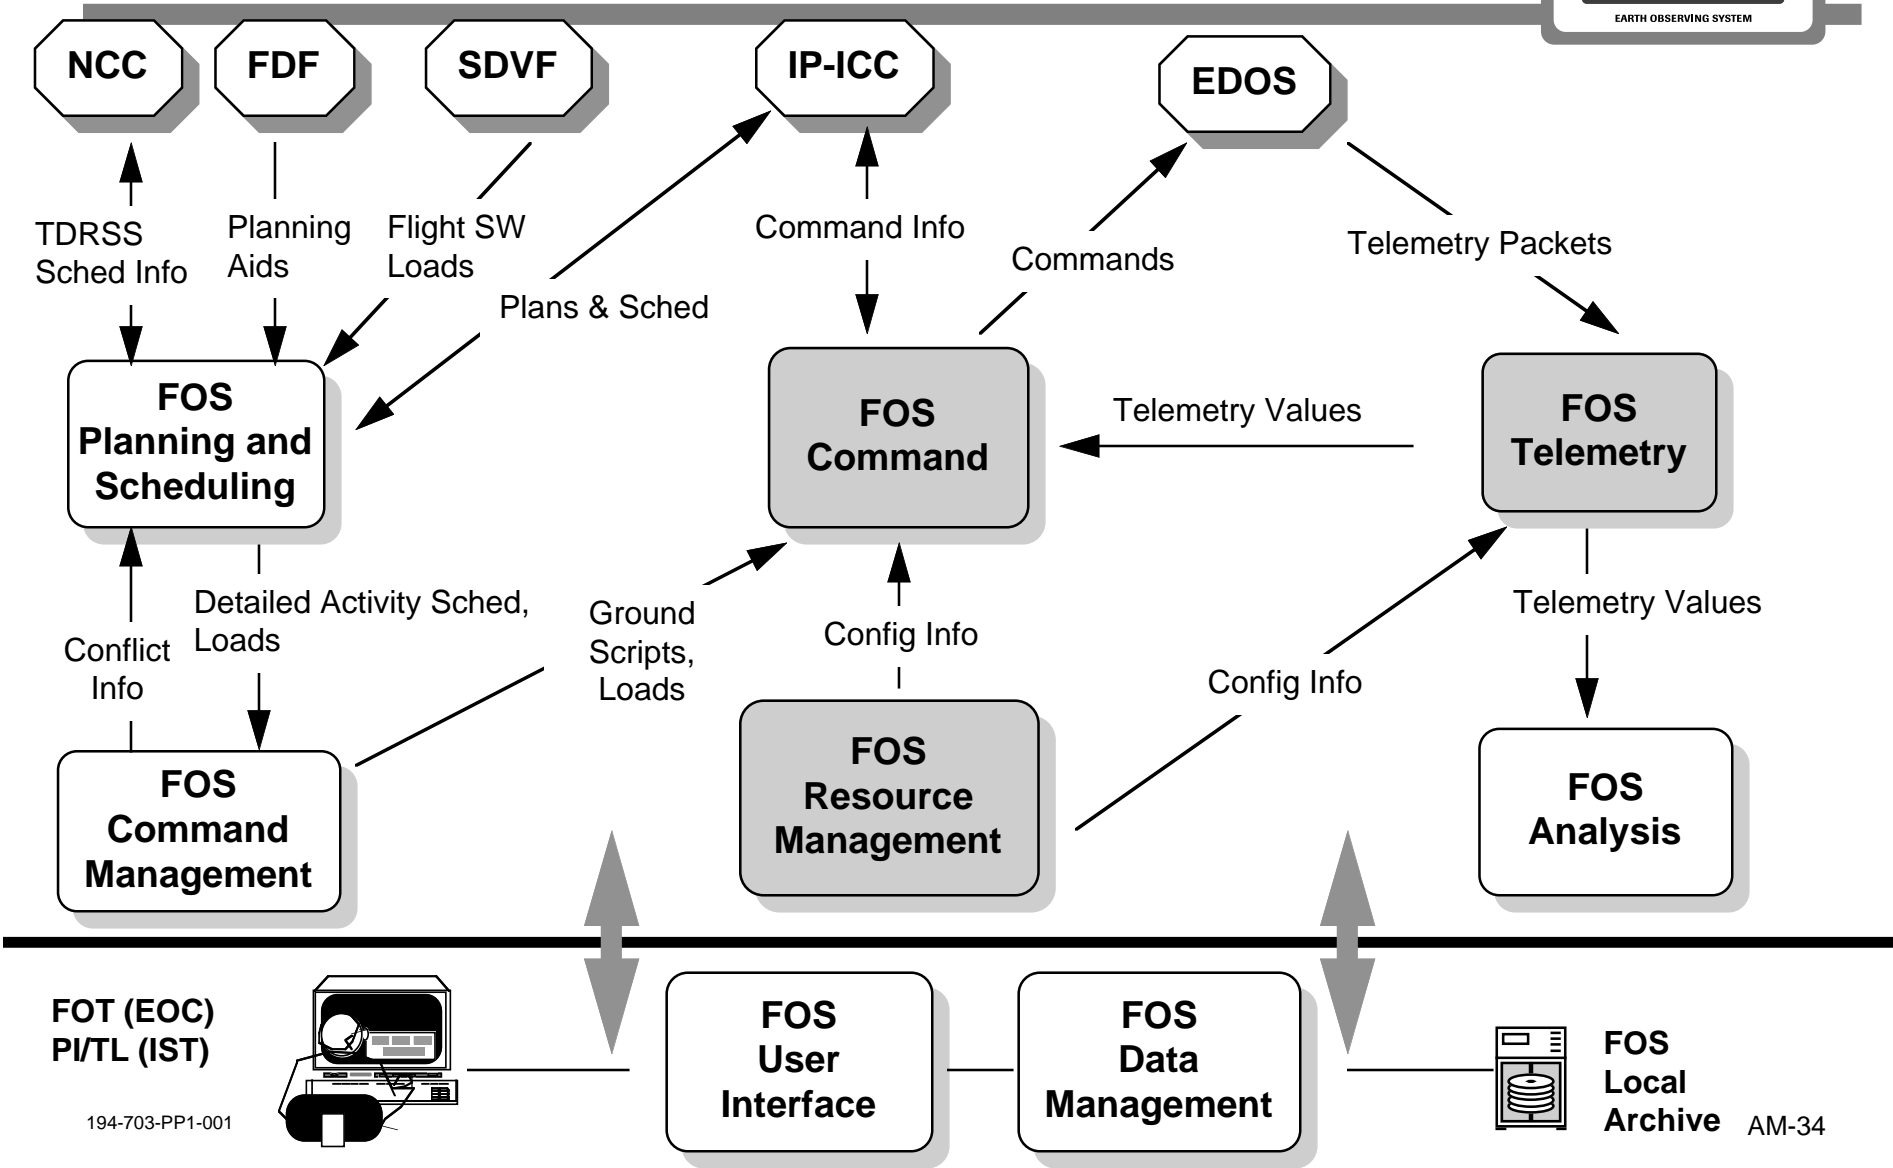 EARTH OBSERVING SYSTEM
NCC
FDF
SDVF
IP-ICC
EDOS
TDRSS
Sched Info
Planning
Aids
Flight SW
Loads
Plans & Sched
Command Info
Commands
Telemetry Packets
FOS
Planning and
Scheduling
FOS
Command
Telemetry Values
FOS
Telemetry
Conflict
Info
Detailed Activity Sched,
Loads
Ground
Scripts,
Loads
Config Info
Config Info
Telemetry Values
FOS
Command
Management
FOS
Resource
Management
FOS
Analysis
FOT (EOC)
PI/TL (IST)
194-703-PP1-001
FOS
User
Interface
FOS
Data
Management
FOS
Local
Archive
AM-34